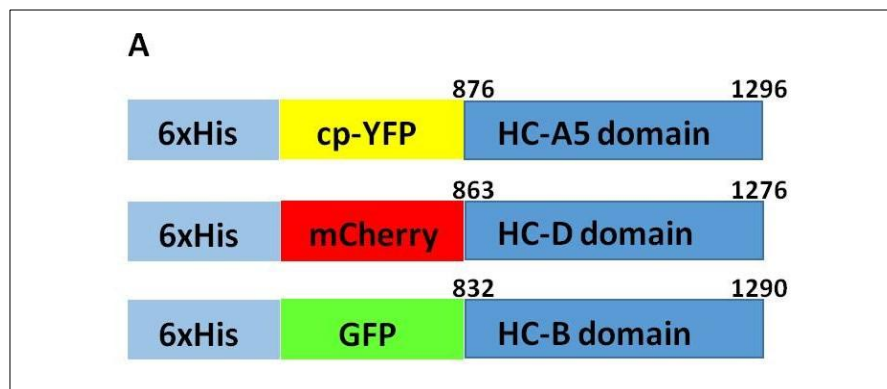 A
876 1296
6xHis cp-YFP HC-A5 domain
863 1276
6xHis mCherry HC-D domain
832 1290
6xHis GFP HC-B domain